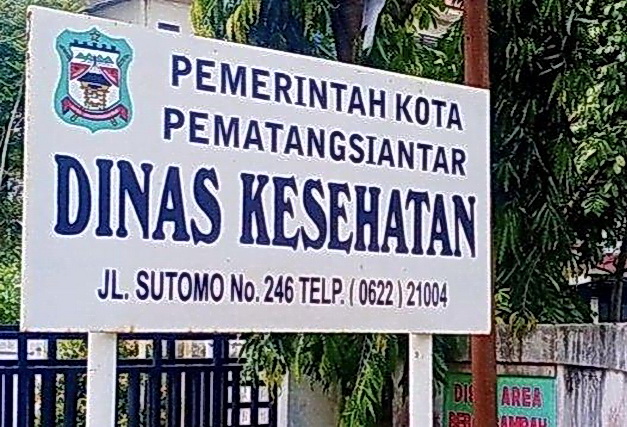 PEMERINTAH KOTA
PEMATANGSIANTAR
DINAS KESEHATAN
JL. SUTOMO No. 246 TELP. ( 0622 ) 21004
AREA